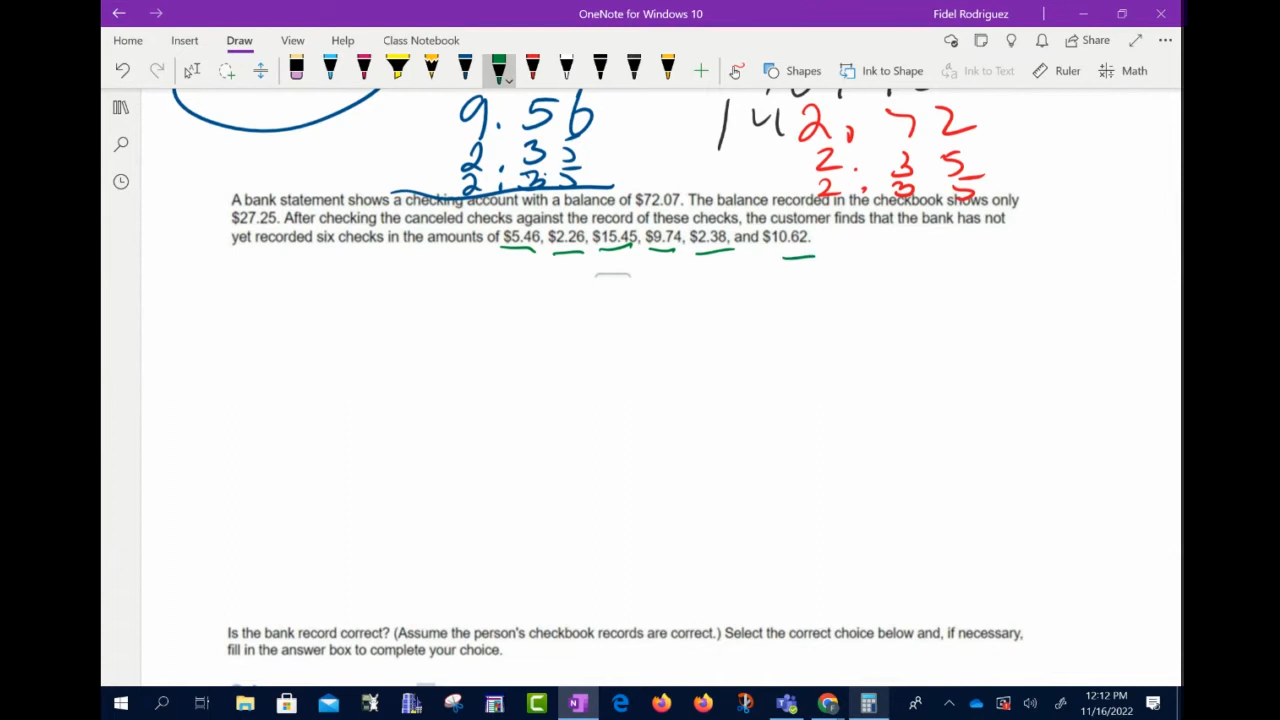 OneNote for Windows 10
Fidel Rodriguez
Home Insert Draw View Help Class Notebook
Share
Shapes Ink to Shape Ink to Text Ruler Math
9.56
2.35
2.35
142.72
2.35
2.35
A bank statement shows a checking account with a balance of $72.07. The balance recorded in the checkbook shows only
$27.25. After checking the canceled checks against the record of these checks, the customer finds that the bank has not
yet recorded six checks in the amounts of $5.46, $2.26, $15.45, $9.74, $2.38, and $10.62.
Is the bank record correct? (Assume the person's checkbook records are correct.) Select the correct choice below and, if necessary,
fill in the answer box to complete your choice.
12:12 PM
11/16/2022